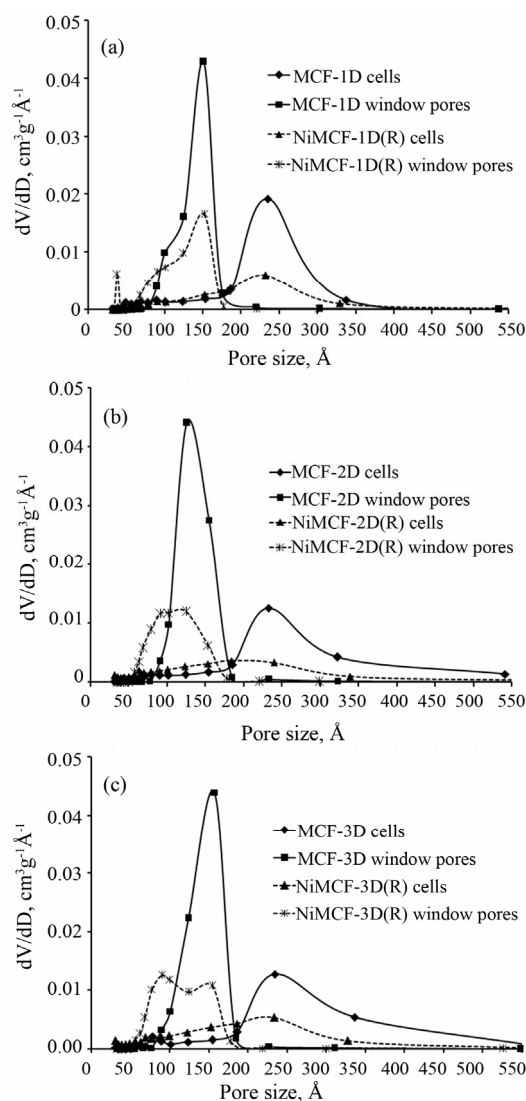 (a)
dV/dD, cm³g⁻¹Å⁻¹
0.05
0.04
0.03
0.02
0.01
0
MCF-1D cells
MCF-1D window pores
NiMCF-1D(R) cells
NiMCF-1D(R) window pores
0 50 100 150 200 250 300 350 400 450 500 550
Pore size, Å
(b)
dV/dD, cm³g⁻¹Å⁻¹
0.05
0.04
0.03
0.02
0.01
0
MCF-2D cells
MCF-2D window pores
NiMCF-2D(R) cells
NiMCF-2D(R) window pores
0 50 100 150 200 250 300 350 400 450 500 550
Pore size, Å
(c)
dV/dD, cm³g⁻¹Å⁻¹
0.05
0.04
0.03
0.02
0.01
0.00
MCF-3D cells
MCF-3D window pores
NiMCF-3D(R) cells
NiMCF-3D(R) window pores
0 50 100 150 200 250 300 350 400 450 500 550
Pore size, Å